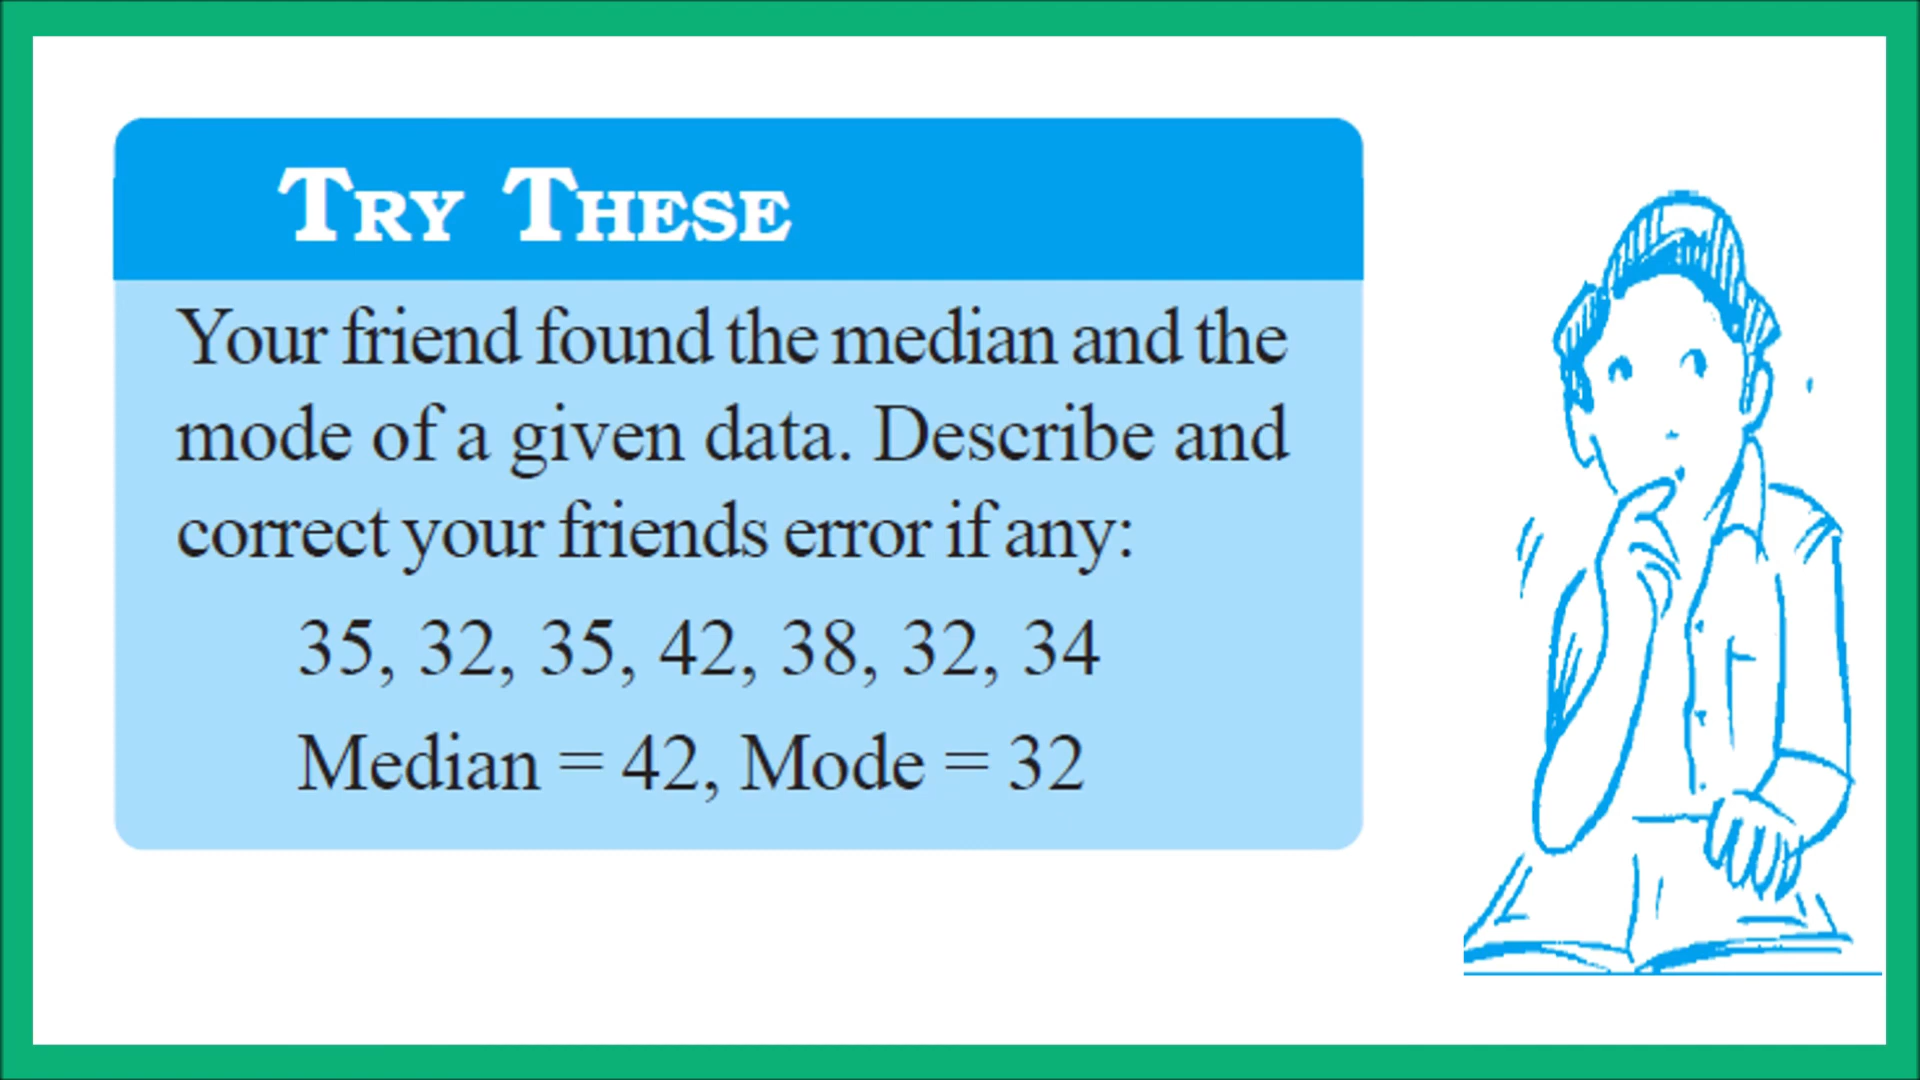 TRY THESE
Your friend found the median and the
mode of a given data. Describe and
correct your friends error if any:
35, 32, 35, 42, 38, 32, 34
Median = 42, Mode = 32